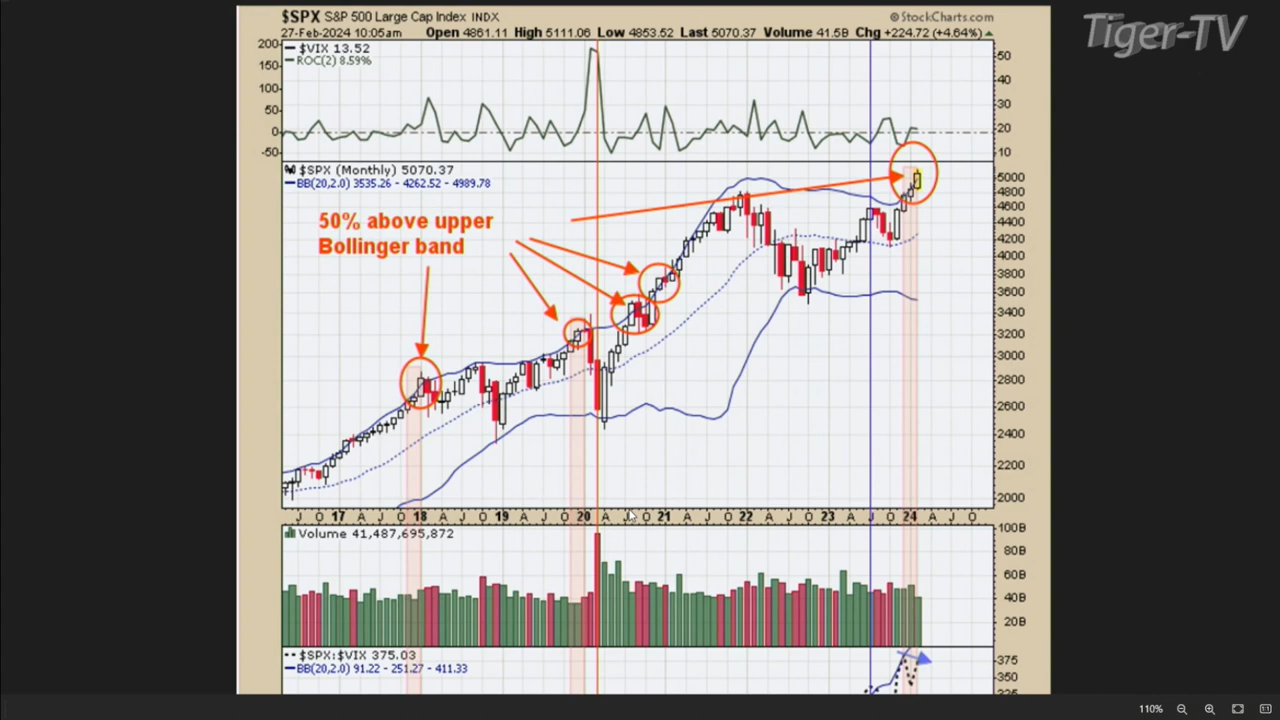 $SPX S&P 500 Large Cap Index INDX
© StockCharts.com
Tiger-TV
27-Feb-2024 10:05am Open 4861.11 High 5111.06 Low 4853.52 Last 5070.37 Volume 41.5B Chg +224.72 (+4.64%)
$VIX 13.52
ROC(2) 8.59%
200
150
100
50
0
-50
50
40
30
20
10
$SPX (Monthly) 5070.37
BB(20,2.0) 3535.26 - 4262.52 - 4989.78
50% above upper
Bollinger band
5000
4800
4600
4400
4200
4000
3800
3600
3400
3200
3000
2800
2600
2400
2200
2000
J O 17 A J O 18 A J O 19 A J O 20 A J O 21 A J O 22 A J O 23 A J O 24 A J O
Volume 41,487,695,872
100B
80B
60B
40B
20B
$SPX:$VIX 375.03
BB(20,2.0) 91.22 - 251.27 - 411.33
375
350
325
110%
1:1